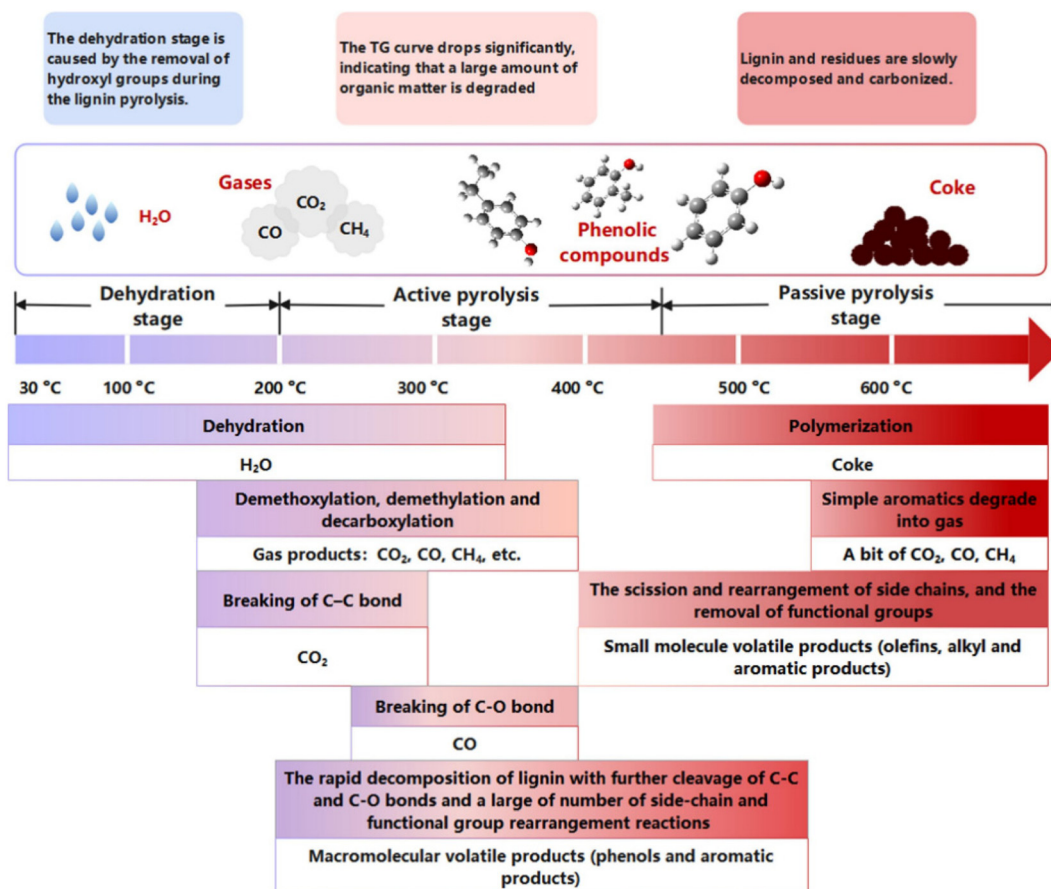 The dehydration stage is
caused by the removal of
hydroxyl groups during
the lignin pyrolysis.
The TG curve drops significantly,
indicating that a large amount of
organic matter is degraded
Lignin and residues are slowly
decomposed and carbonized.
H₂O
Gases
CO
CO₂
CH₄
Phenolic
compounds
Coke
Dehydration
stage
Active pyrolysis
stage
Passive pyrolysis
stage
30 °C
100 °C
200 °C
300 °C
400 °C
500 °C
600 °C
Dehydration
H₂O
Polymerization
Coke
Demethoxylation, demethylation and
decarboxylation
Gas products: CO₂, CO, CH₄, etc.
Simple aromatics degrade
into gas
A bit of CO₂, CO, CH₄
Breaking of C–C bond
CO₂
The scission and rearrangement of side chains, and the
removal of functional groups
Small molecule volatile products (olefins, alkyl and
aromatic products)
Breaking of C-O bond
CO
The rapid decomposition of lignin with further cleavage of C-C
and C-O bonds and a large of number of side-chain and
functional group rearrangement reactions
Macromolecular volatile products (phenols and aromatic
products)